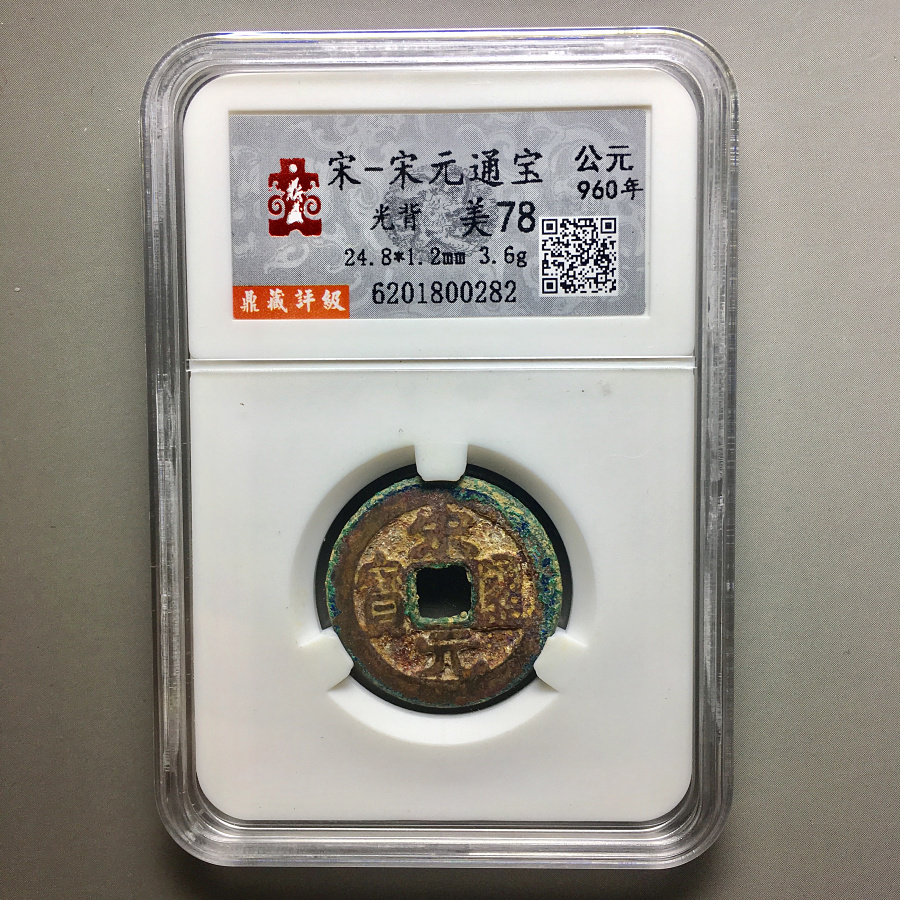 宋-宋元通宝
公元
960年
光背 美78
24.8*1.2mm 3.6g
鼎藏評級
6201800282
宋元通寶